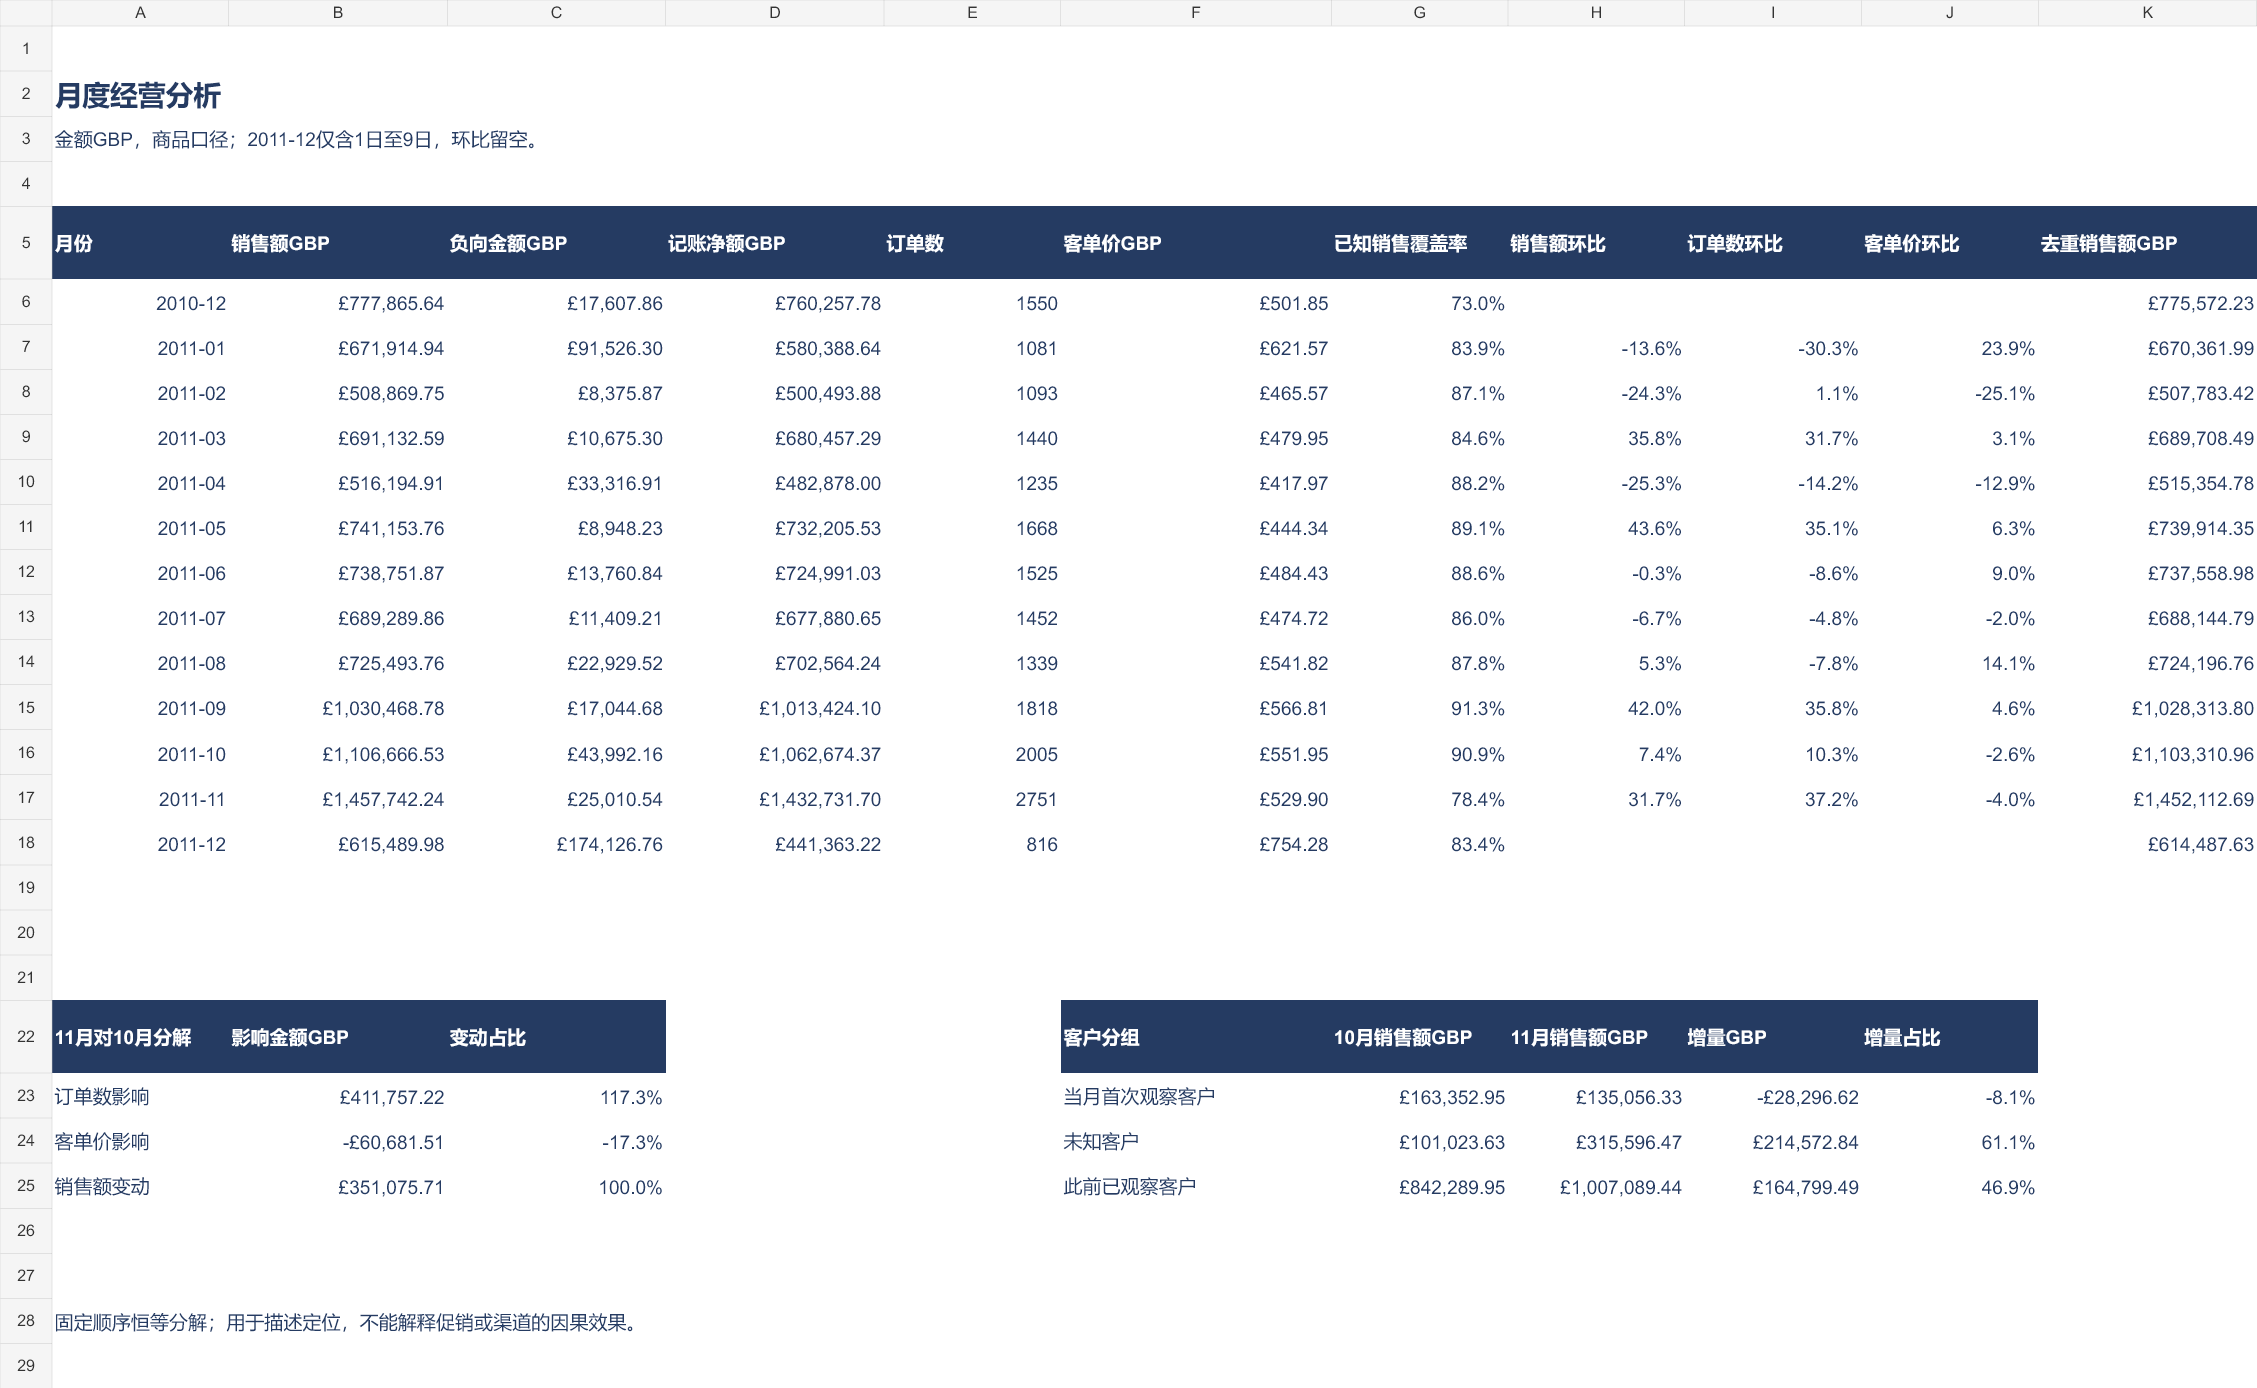 A B C D E F G H I J K
1
2 月度经营分析
3 金额GBP，商品口径；2011-12仅含1日至9日，环比留空。
4
5 月份 销售额GBP 负向金额GBP 记账净额GBP 订单数 客单价GBP 已知销售覆盖率 销售额环比 订单数环比 客单价环比 去重销售额GBP
6 2010-12 £777,865.64 £17,607.86 £760,257.78 1550 £501.85 73.0% £775,572.23
7 2011-01 £671,914.94 £91,526.30 £580,388.64 1081 £621.57 83.9% -13.6% -30.3% 23.9% £670,361.99
8 2011-02 £508,869.75 £8,375.87 £500,493.88 1093 £465.57 87.1% -24.3% 1.1% -25.1% £507,783.42
9 2011-03 £691,132.59 £10,675.30 £680,457.29 1440 £479.95 84.6% 35.8% 31.7% 3.1% £689,708.49
10 2011-04 £516,194.91 £33,316.91 £482,878.00 1235 £417.97 88.2% -25.3% -14.2% -12.9% £515,354.78
11 2011-05 £741,153.76 £8,948.23 £732,205.53 1668 £444.34 89.1% 43.6% 35.1% 6.3% £739,914.35
12 2011-06 £738,751.87 £13,760.84 £724,991.03 1525 £484.43 88.6% -0.3% -8.6% 9.0% £737,558.98
13 2011-07 £689,289.86 £11,409.21 £677,880.65 1452 £474.72 86.0% -6.7% -4.8% -2.0% £688,144.79
14 2011-08 £725,493.76 £22,929.52 £702,564.24 1339 £541.82 87.8% 5.3% -7.8% 14.1% £724,196.76
15 2011-09 £1,030,468.78 £17,044.68 £1,013,424.10 1818 £566.81 91.3% 42.0% 35.8% 4.6% £1,028,313.80
16 2011-10 £1,106,666.53 £43,992.16 £1,062,674.37 2005 £551.95 90.9% 7.4% 10.3% -2.6% £1,103,310.96
17 2011-11 £1,457,742.24 £25,010.54 £1,432,731.70 2751 £529.90 78.4% 31.7% 37.2% -4.0% £1,452,112.69
18 2011-12 £615,489.98 £174,126.76 £441,363.22 816 £754.28 83.4% £614,487.63
19
20
21
22 11月对10月分解 影响金额GBP 变动占比 客户分组 10月销售额GBP 11月销售额GBP 增量GBP 增量占比
23 订单数影响 £411,757.22 117.3% 当月首次观察客户 £163,352.95 £135,056.33 -£28,296.62 -8.1%
24 客单价影响 -£60,681.51 -17.3% 未知客户 £101,023.63 £315,596.47 £214,572.84 61.1%
25 销售额变动 £351,075.71 100.0% 此前已观察客户 £842,289.95 £1,007,089.44 £164,799.49 46.9%
26
27
28 固定顺序恒等分解；用于描述定位，不能解释促销或渠道的因果效果。
29